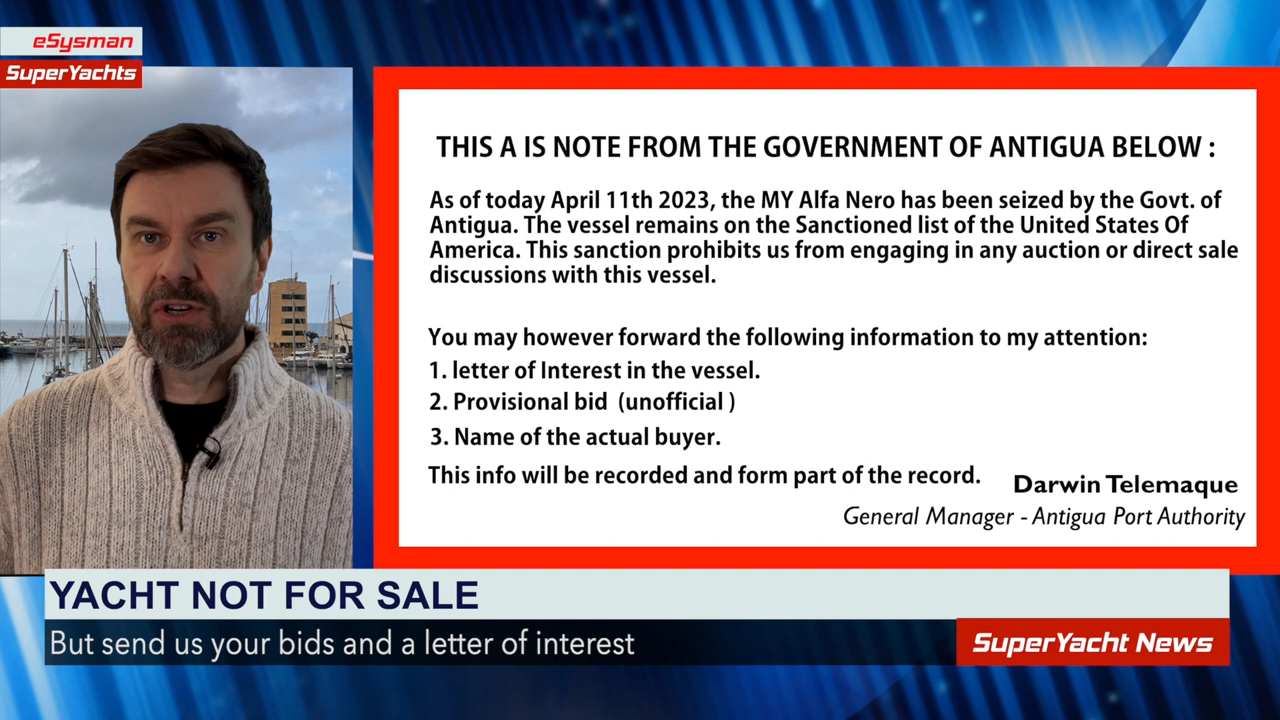 eSysman
SuperYachts
THIS A IS NOTE FROM THE GOVERNMENT OF ANTIGUA BELOW :
As of today April 11th 2023, the MY Alfa Nero has been seized by the Govt. of
Antigua. The vessel remains on the Sanctioned list of the United States Of
America. This sanction prohibits us from engaging in any auction or direct sale
discussions with this vessel.
You may however forward the following information to my attention:
1. letter of Interest in the vessel.
2. Provisional bid (unofficial )
3. Name of the actual buyer.
This info will be recorded and form part of the record.
Darwin Telemaque
General Manager - Antigua Port Authority
YACHT NOT FOR SALE
But send us your bids and a letter of interest
SuperYacht News